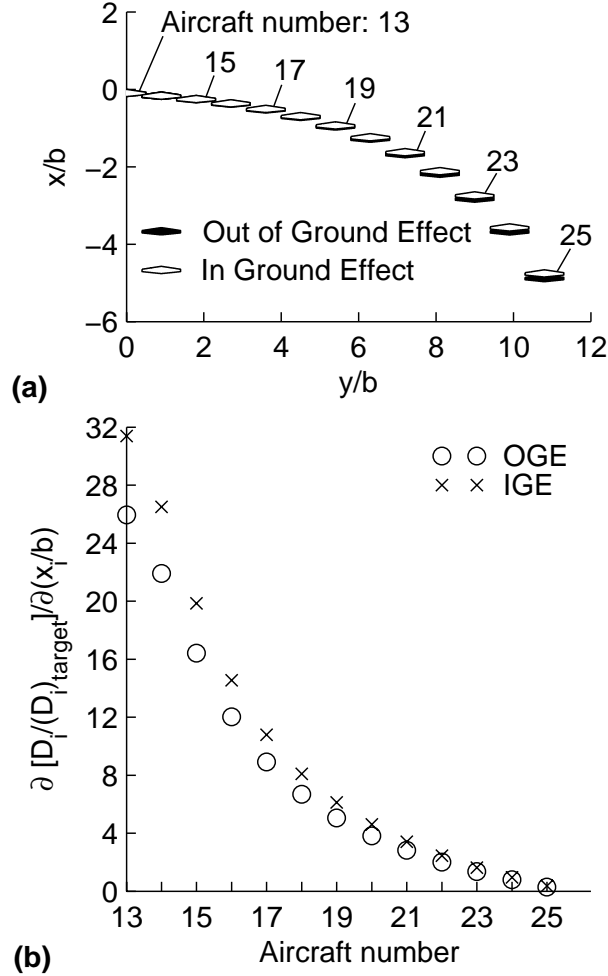 2
Aircraft number: 13
15
17
0
19
21
x/b
−2
23
Out of Ground Effect
−4
25
In Ground Effect
−6
0 2 4 6 8 10 12
(a)
y/b
32
OGE
28
IGE
24
20
∂ [D_i/(D_i)_target]/∂(x_i/b)
16
12
8
4
0
13 15 17 19 21 23 25
(b)
Aircraft number